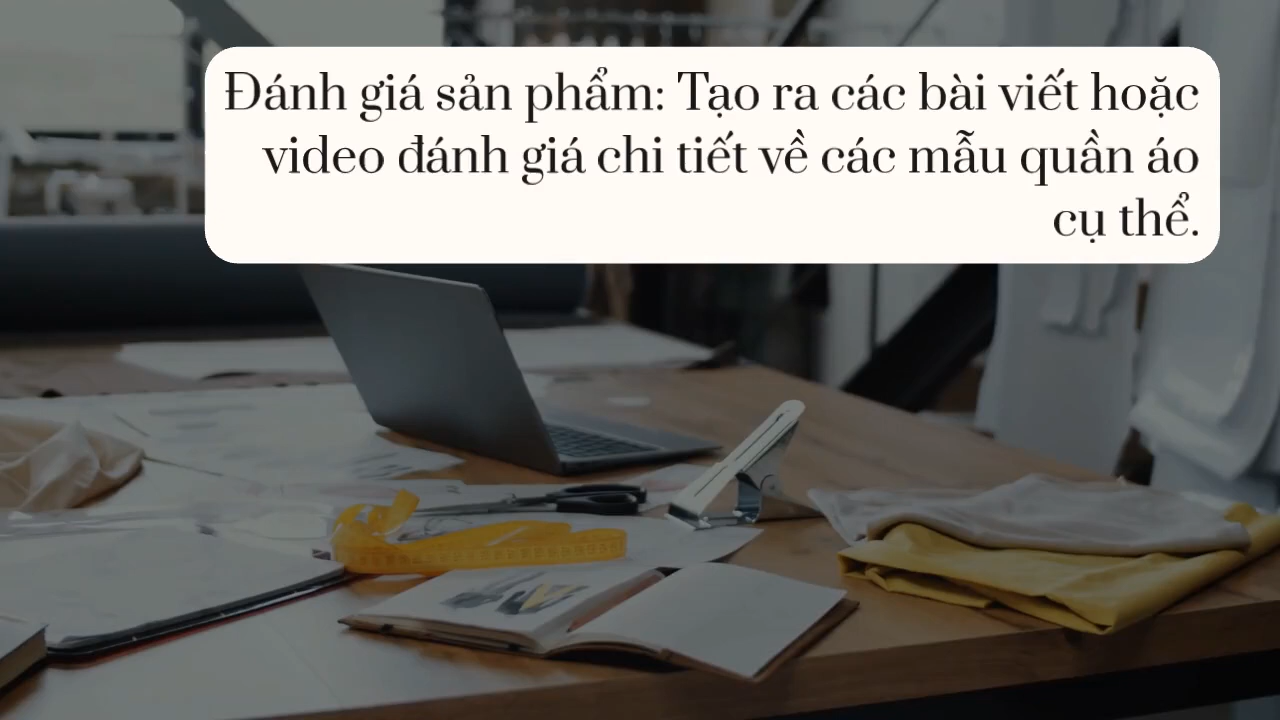 Đánh giá sản phẩm: Tạo ra các bài viết hoặc
video đánh giá chi tiết về các mẫu quần áo
cụ thể.